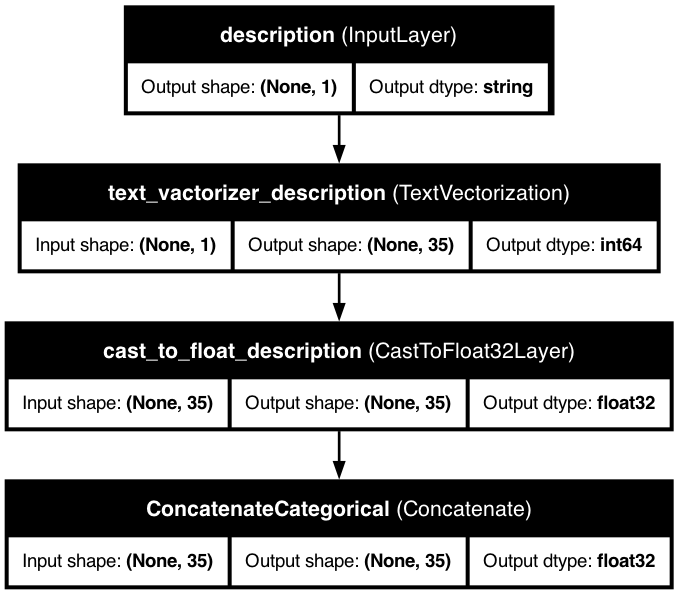 description (InputLayer)
Output shape: (None, 1) Output dtype: string
text_vactorizer_description (TextVectorization)
Input shape: (None, 1) Output shape: (None, 35) Output dtype: int64
cast_to_float_description (CastToFloat32Layer)
Input shape: (None, 35) Output shape: (None, 35) Output dtype: float32
ConcatenateCategorical (Concatenate)
Input shape: (None, 35) Output shape: (None, 35) Output dtype: float32